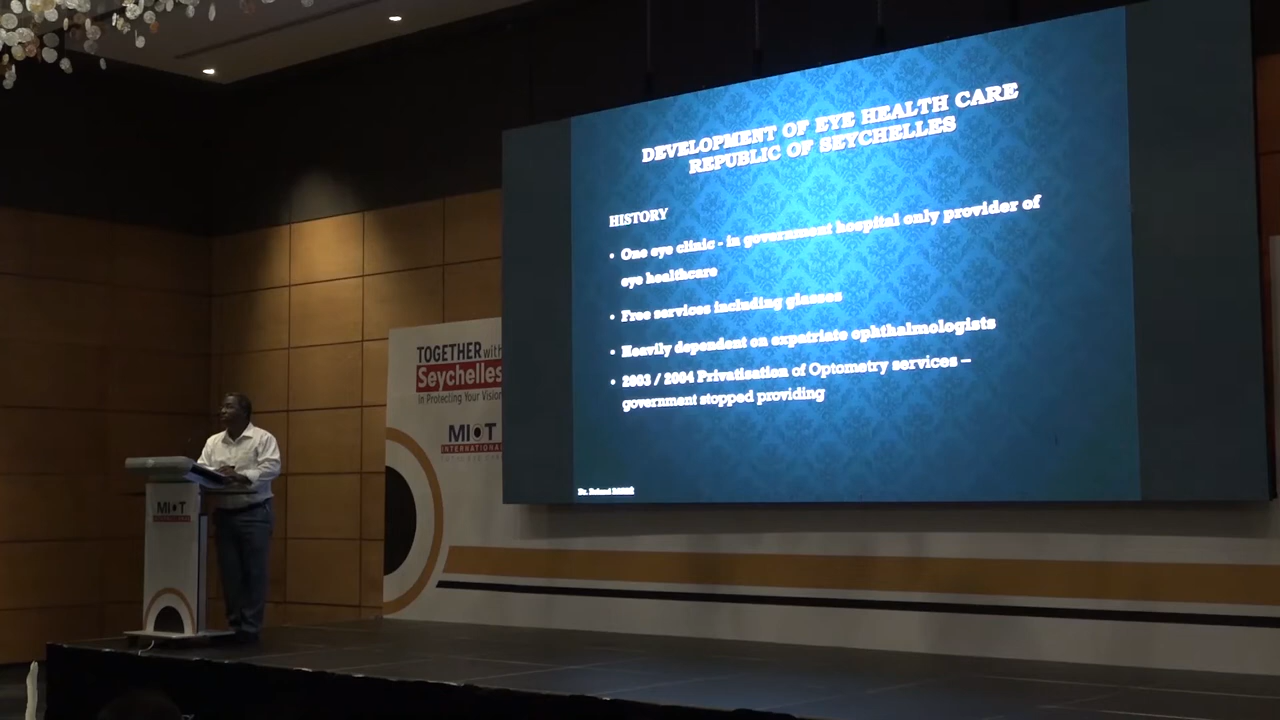 DEVELOPMENT OF EYE HEALTH CARE
REPUBLIC OF SEYCHELLES
HISTORY
• One eye clinic - in government hospital only provider of
eye healthcare
• Free services including glasses
• Heavily dependent on expatriate ophthalmologists
• 2003 / 2004 Privatisation of Optometry services –
government stopped providing
Dr.
TOGETHER with
Seychelles
in Protecting Your Vision
MIOT
INTERNATIONAL
MIOT